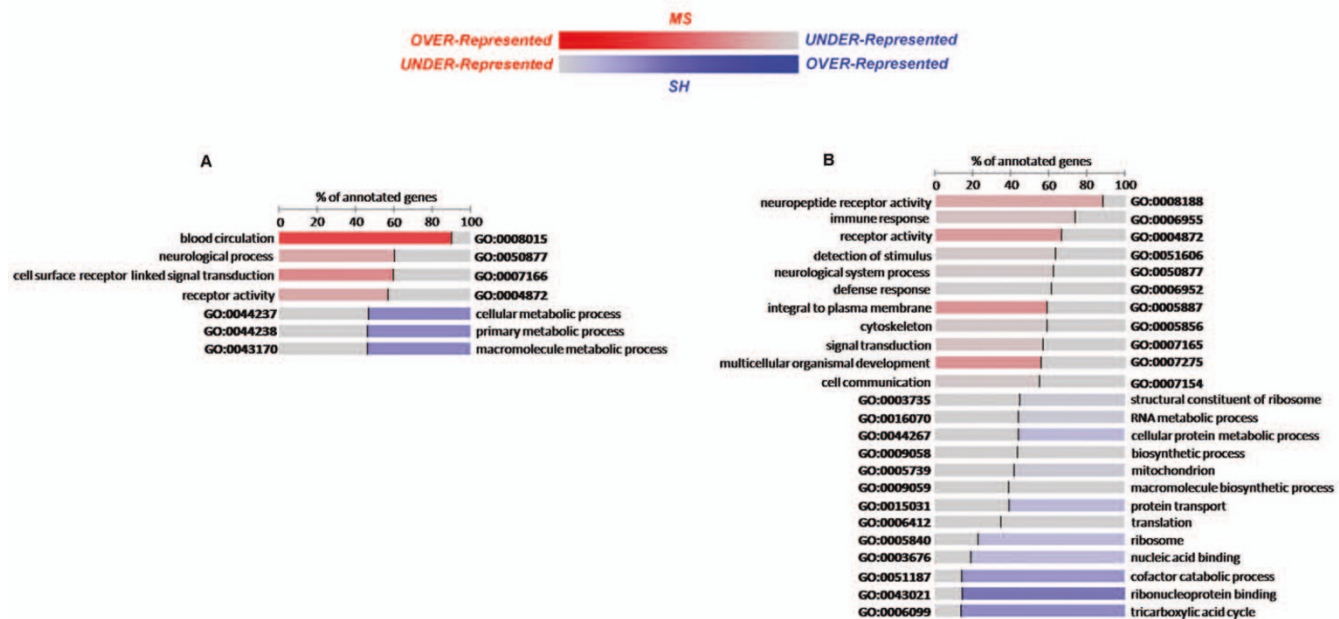 MS
OVER-Represented UNDER-Represented
UNDER-Represented OVER-Represented
SH
A
% of annotated genes
0 20 40 60 80 100
blood circulation GO:0008015
neurological process GO:0050877
cell surface receptor linked signal transduction GO:0007166
receptor activity GO:0004872
GO:0044237 cellular metabolic process
GO:0044238 primary metabolic process
GO:0043170 macromolecule metabolic process
B
% of annotated genes
0 20 40 60 80 100
neuropeptide receptor activity GO:0008188
immune response GO:0006955
receptor activity GO:0004872
detection of stimulus GO:0051606
neurological system process GO:0050877
defense response GO:0006952
integral to plasma membrane GO:0005887
cytoskeleton GO:0005856
signal transduction GO:0007165
multicellular organismal development GO:0007275
cell communication GO:0007154
GO:0003735 structural constituent of ribosome
GO:0016070 RNA metabolic process
GO:0044267 cellular protein metabolic process
GO:0009058 biosynthetic process
GO:0005739 mitochondrion
GO:0009059 macromolecule biosynthetic process
GO:0015031 protein transport
GO:0006412 translation
GO:0005840 ribosome
GO:0003676 nucleic acid binding
GO:0051187 cofactor catabolic process
GO:0043021 ribonucleoprotein binding
GO:0006099 tricarboxylic acid cycle